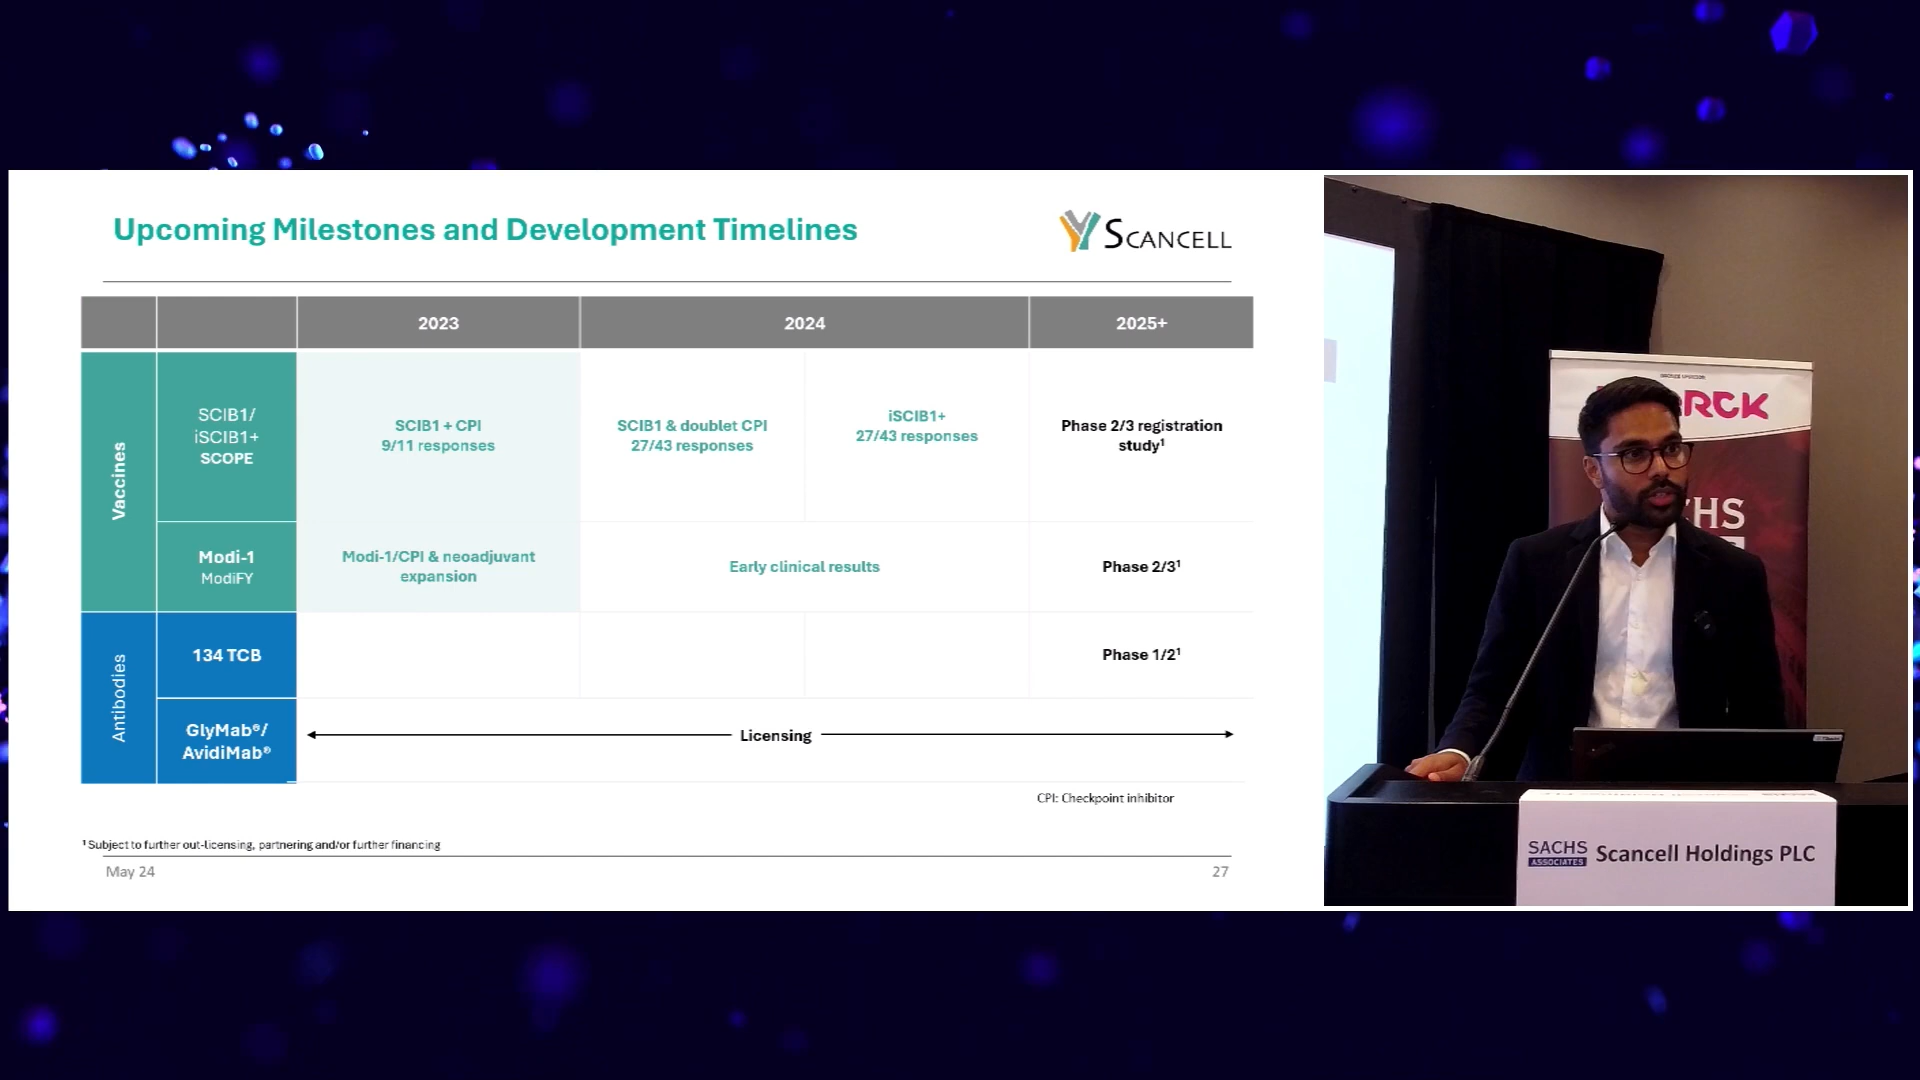 Upcoming Milestones and Development Timelines
SCANCELL
2023
2024
2025+
Vaccines
SCIB1/
iSCIB1+
SCOPE
SCIB1 + CPI
9/11 responses
SCIB1 & doublet CPI
27/43 responses
iSCIB1+
27/43 responses
Phase 2/3 registration
study¹
Modi-1
ModiFY
Modi-1/CPI & neoadjuvant
expansion
Early clinical results
Phase 2/3¹
Antibodies
134 TCB
Phase 1/2¹
GlyMab®/
AvidiMab®
Licensing
CPI: Checkpoint inhibitor
¹ Subject to further out-licensing, partnering and/or further financing
May 24
27
RCK
HS
SACHS
ASSOCIATES
Scancell Holdings PLC